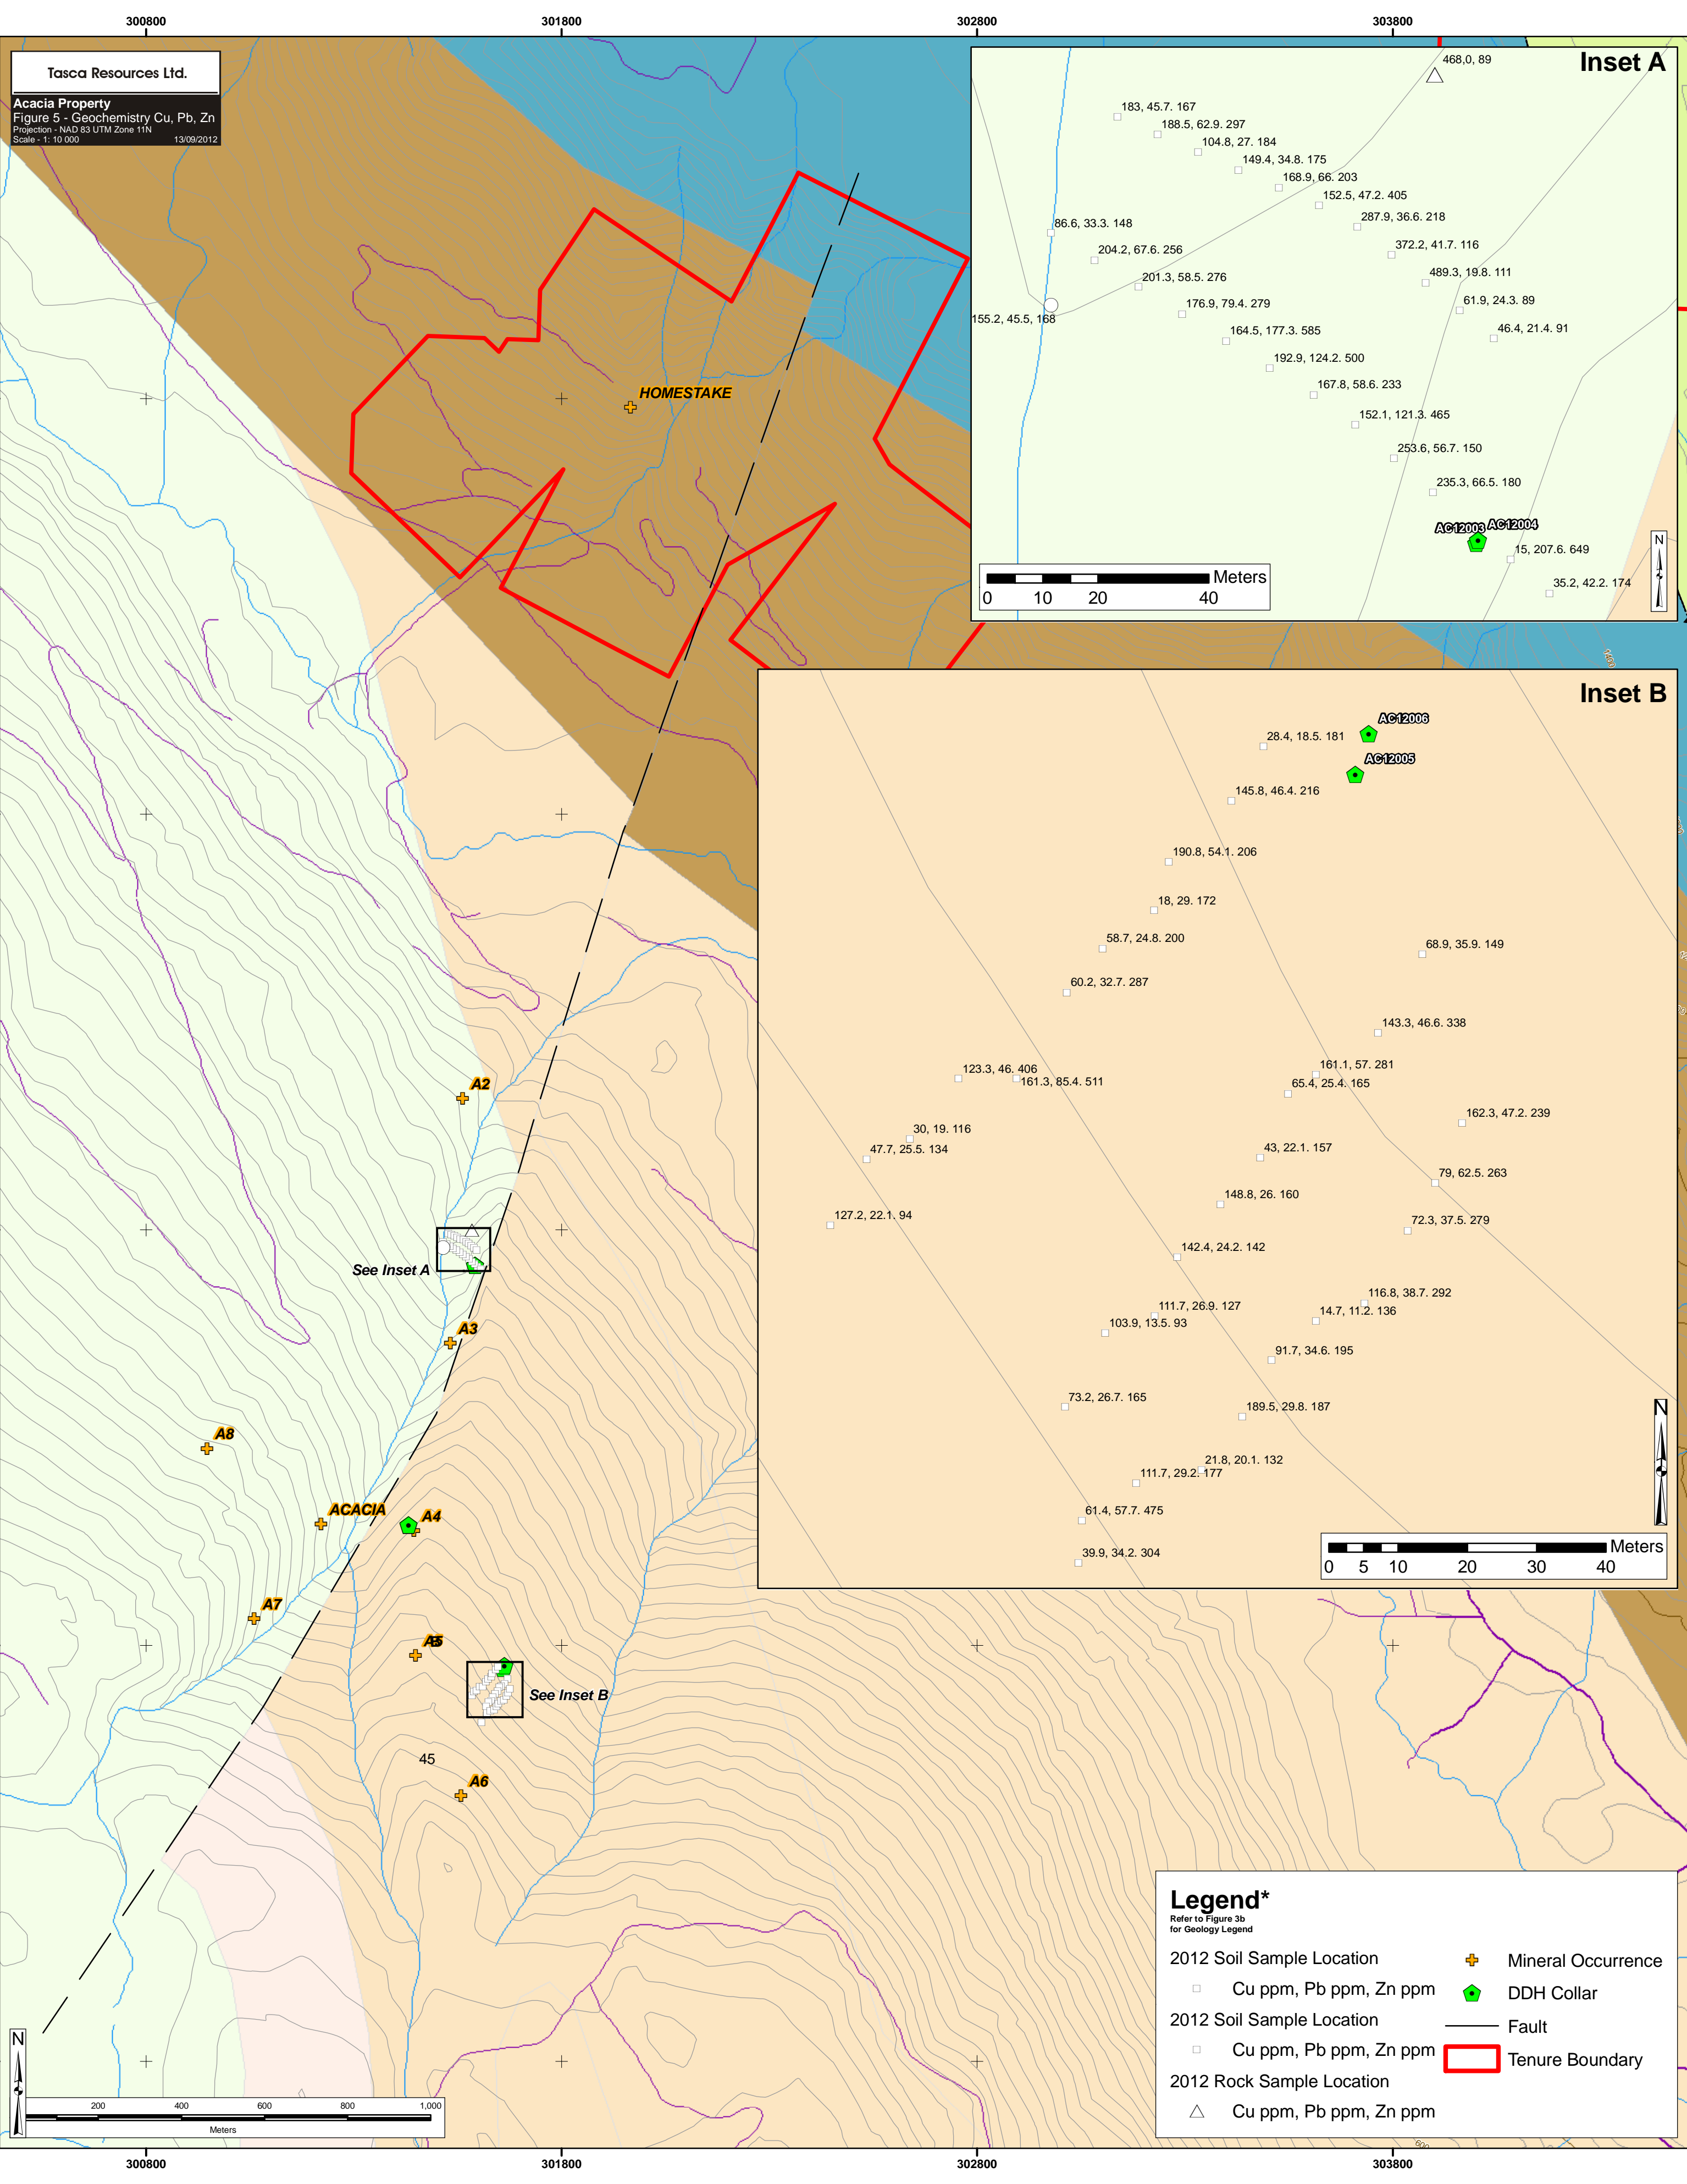 300800
301800
302800
303800
Tasca Resources Ltd.
Acacia Property
Figure 5 - Geochemistry Cu, Pb, Zn
Projection - NAD 83 UTM Zone 11N
Scale - 1: 10 000 13/09/2012
Inset A
468,0, 89
183, 45.7. 167
188.5, 62.9. 297
104.8, 27. 184
149.4, 34.8. 175
168.9, 66. 203
152.5, 47.2. 405
287.9, 36.6. 218
372.2, 41.7. 116
489.3, 19.8. 111
61.9, 24.3. 89
46.4, 21.4. 91
86.6, 33.3. 148
204.2, 67.6. 256
201.3, 58.5. 276
176.9, 79.4. 279
155.2, 45.5, 168
164.5, 177.3. 585
192.9, 124.2. 500
167.8, 58.6. 233
152.1, 121.3. 465
253.6, 56.7. 150
235.3, 66.5. 180
AC12003
AC12004
15, 207.6. 649
35.2, 42.2. 174
Meters
0 10 20 40
N
HOMESTAKE
Inset B
AC12006
28.4, 18.5. 181
AC12005
145.8, 46.4. 216
190.8, 54.1. 206
18, 29. 172
58.7, 24.8. 200
68.9, 35.9. 149
60.2, 32.7. 287
143.3, 46.6. 338
123.3, 46. 406
161.3, 85.4. 511
161.1, 57. 281
65.4, 25.4. 165
162.3, 47.2. 239
30, 19. 116
47.7, 25.5. 134
43, 22.1. 157
79, 62.5. 263
148.8, 26. 160
127.2, 22.1. 94
72.3, 37.5. 279
142.4, 24.2. 142
116.8, 38.7. 292
111.7, 26.9. 127
14.7, 11.2. 136
103.9, 13.5. 93
91.7, 34.6. 195
73.2, 26.7. 165
189.5, 29.8. 187
21.8, 20.1. 132
111.7, 29.2. 177
61.4, 57.7. 475
39.9, 34.2. 304
N
Meters
0 5 10 20 30 40
A2
See Inset A
A3
A8
ACACIA
A4
A7
A5
See Inset B
45
A6
Legend*
Refer to Figure 3b
for Geology Legend
2012 Soil Sample Location
Cu ppm, Pb ppm, Zn ppm
2012 Soil Sample Location
Cu ppm, Pb ppm, Zn ppm
2012 Rock Sample Location
Cu ppm, Pb ppm, Zn ppm
Mineral Occurrence
DDH Collar
Fault
Tenure Boundary
N
200 400 600 800 1,000
Meters
300800
301800
302800
303800